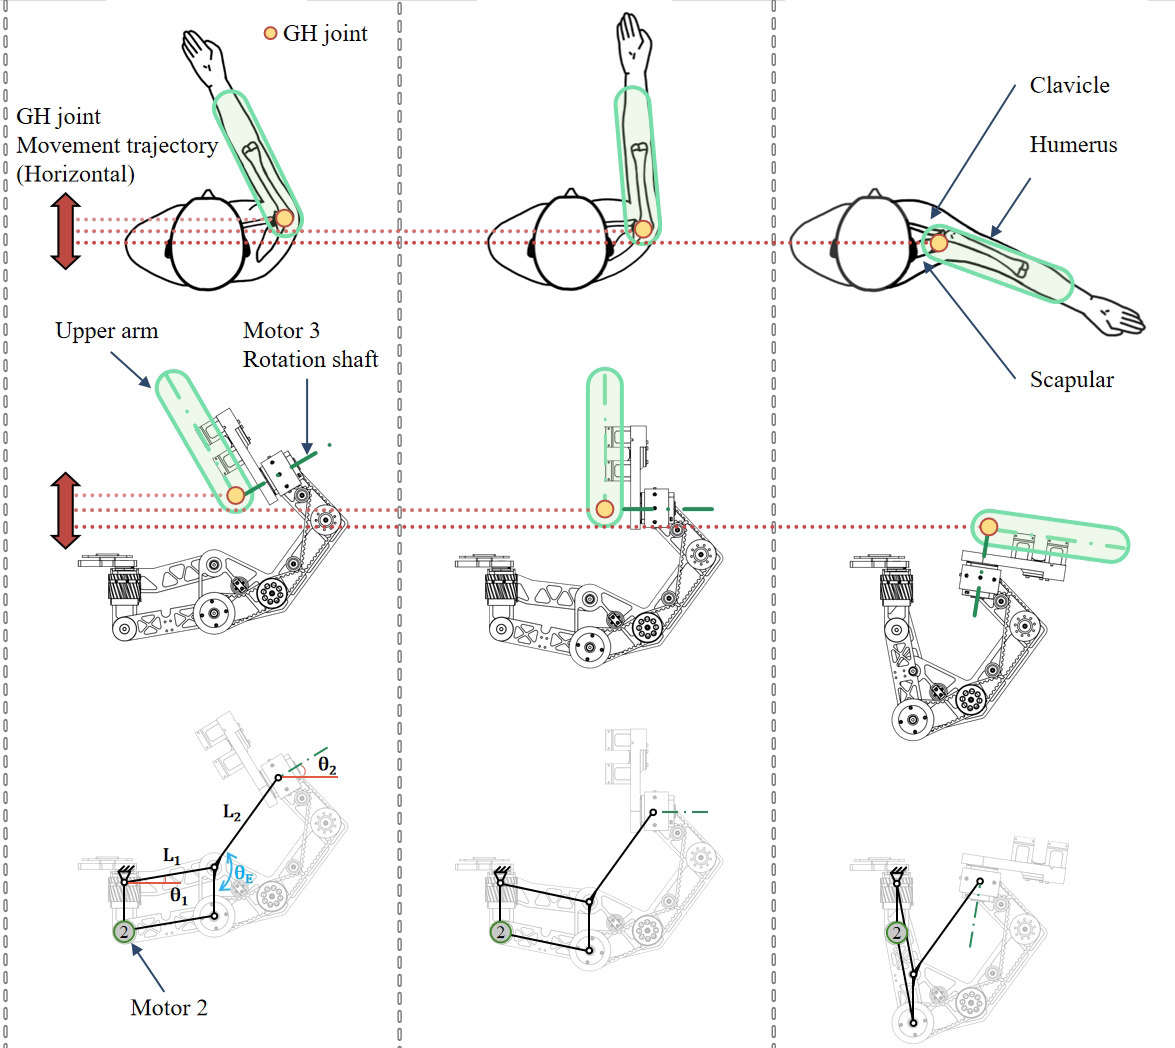 GH joint
GH joint
Movement trajectory
(Horizontal)
Clavicle
Humerus
Scapular
Upper arm
Motor 3
Rotation shaft
θ₂
L₂
L₁
θ_E
θ₁
2
2
2
Motor 2